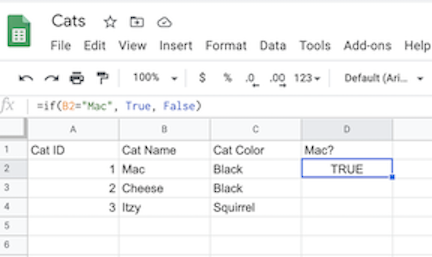 Cats
File Edit View Insert Format Data Tools Add-ons Help
100% $ % .0 .00 123 Default (Ari...
fx =if(B2="Mac", True, False)
A B C D
1 Cat ID Cat Name Cat Color Mac?
2 1 Mac Black TRUE
3 2 Cheese Black
4 3 Itzy Squirrel
5
6